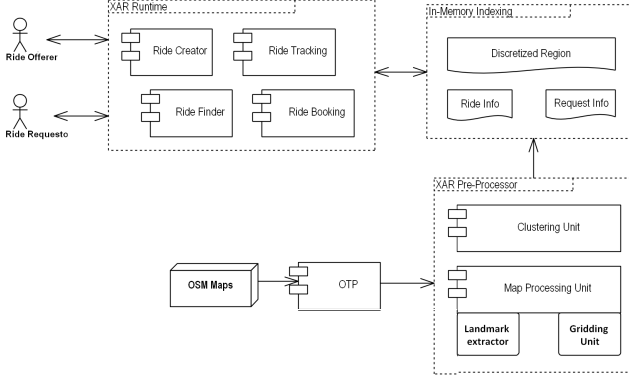 XAR Runtime
In-Memory Indexing
Ride Offerer
Ride Creator
Ride Tracking
Discretized Region
Ride Finder
Ride Booking
Ride Info
Request Info
Ride Requesto
XAR Pre-Processor
Clustering Unit
OSM Maps
OTP
Map Processing Unit
Landmark
extractor
Gridding
Unit